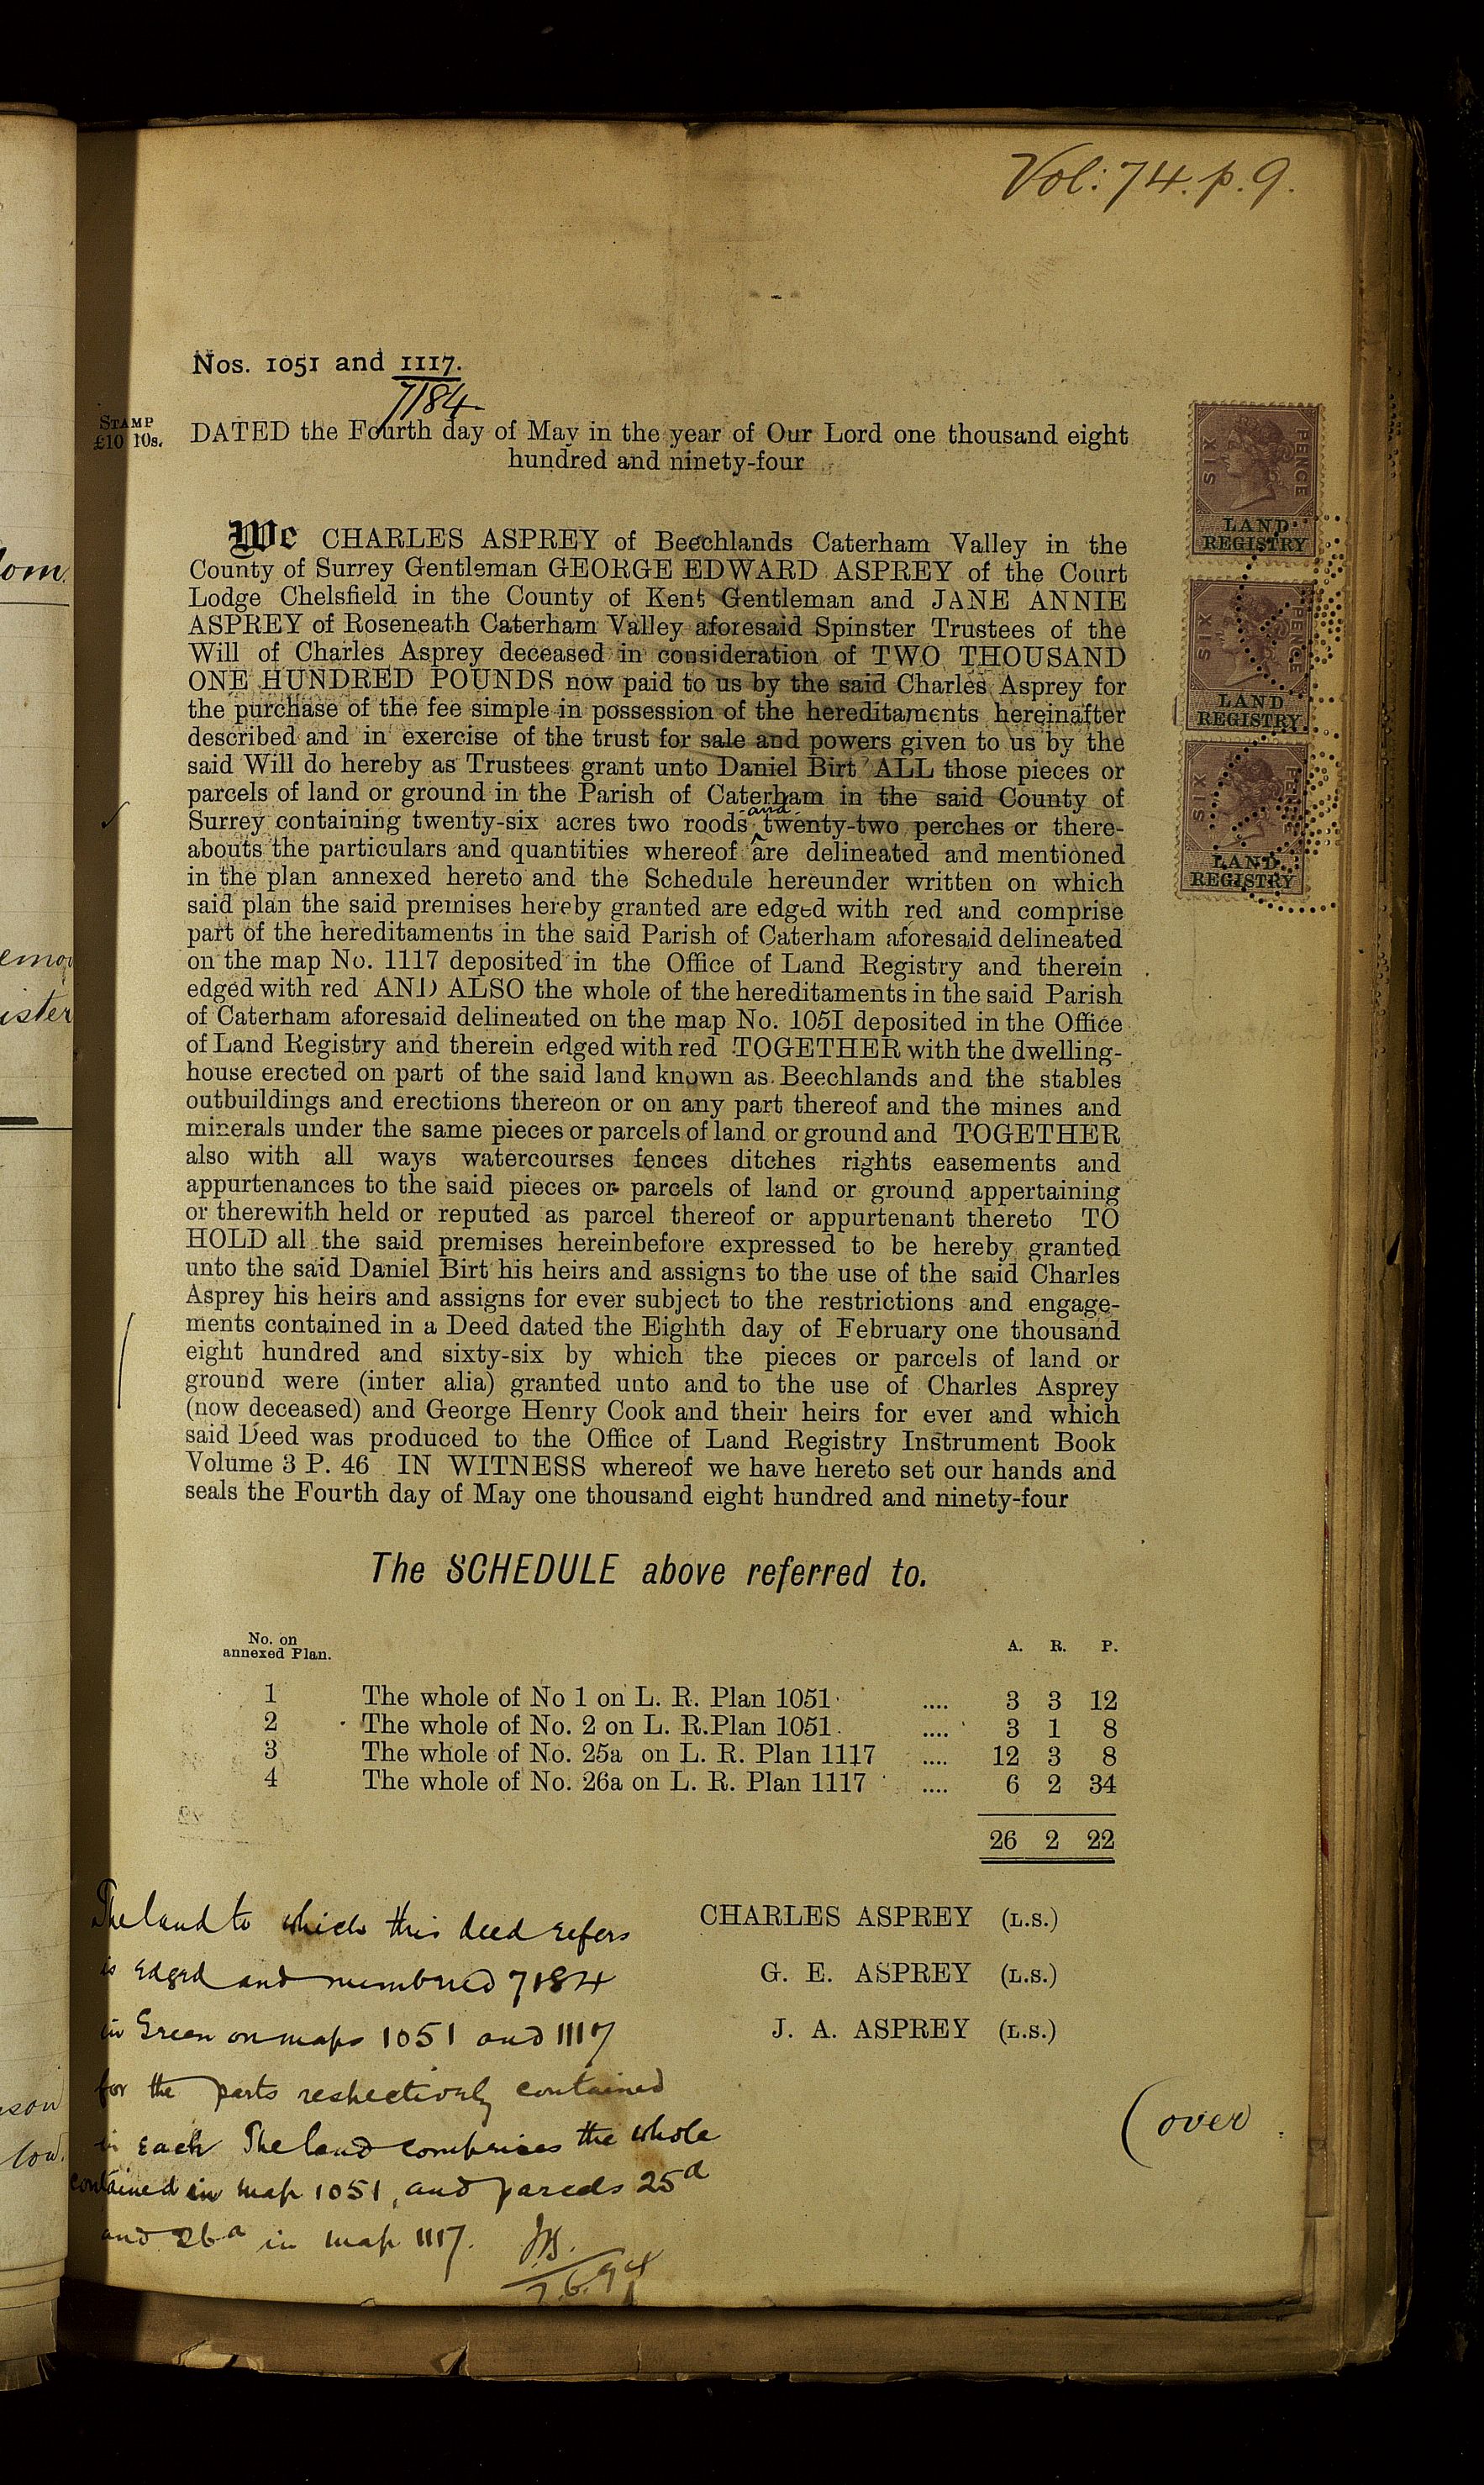 Vol: 74. p. 9.
Nos. 1051 and 1117.
7184
STAMP
£10 10s.
DATED the Fourth day of May in the year of Our Lord one thousand eight
hundred and ninety-four
We CHARLES ASPREY of Beechlands Caterham Valley in the
County of Surrey Gentleman GEORGE EDWARD ASPREY of the Court
Lodge Chelsfield in the County of Kent Gentleman and JANE ANNIE
ASPREY of Roseneath Caterham Valley aforesaid Spinster Trustees of the
Will of Charles Asprey deceased in consideration of TWO THOUSAND
ONE HUNDRED POUNDS now paid to us by the said Charles Asprey for
the purchase of the fee simple in possession of the hereditaments hereinafter
described and in exercise of the trust for sale and powers given to us by the
said Will do hereby as Trustees grant unto Daniel Birt ALL those pieces or
parcels of land or ground in the Parish of Caterham in the said County of
Surrey containing twenty-six acres two roods and twenty-two perches or there-
abouts the particulars and quantities whereof are delineated and mentioned
in the plan annexed hereto and the Schedule hereunder written on which
said plan the said premises hereby granted are edged with red and comprise
part of the hereditaments in the said Parish of Caterham aforesaid delineated
on the map No. 1117 deposited in the Office of Land Registry and therein
edged with red AND ALSO the whole of the hereditaments in the said Parish
of Caterham aforesaid delineated on the map No. 1051 deposited in the Office
of Land Registry and therein edged with red TOGETHER with the dwelling-
house erected on part of the said land known as Beechlands and the stables
outbuildings and erections thereon or on any part thereof and the mines and
minerals under the same pieces or parcels of land or ground and TOGETHER
also with all ways watercourses fences ditches rights easements and
appurtenances to the said pieces or parcels of land or ground appertaining
or therewith held or reputed as parcel thereof or appurtenant thereto TO
HOLD all the said premises hereinbefore expressed to be hereby granted
unto the said Daniel Birt his heirs and assigns to the use of the said Charles
Asprey his heirs and assigns for ever subject to the restrictions and engage-
ments contained in a Deed dated the Eighth day of February one thousand
eight hundred and sixty-six by which the pieces or parcels of land or
ground were (inter alia) granted unto and to the use of Charles Asprey
(now deceased) and George Henry Cook and their heirs for ever and which
said Deed was produced to the Office of Land Registry Instrument Book
Volume 3 P. 46 IN WITNESS whereof we have hereto set our hands and
seals the Fourth day of May one thousand eight hundred and ninety-four
The SCHEDULE above referred to.
No. on
annexed Plan. A. R. P.
1 The whole of No 1 on L. R. Plan 1051 .... 3 3 12
2 The whole of No. 2 on L. R. Plan 1051 .... 3 1 8
3 The whole of No. 25a on L. R. Plan 1117 .... 12 3 8
4 The whole of No. 26a on L. R. Plan 1117 .... 6 2 34
26 2 22
CHARLES ASPREY (L.S.)
G. E. ASPREY (L.S.)
J. A. ASPREY (L.S.)
The land to which this deed refers
is edged and numbered 7184
in Green on maps 1051 and 1117
for the parts respectively contained
in each The land comprises the whole
contained in map 1051, and parcels 25a
and 26a in map 1117.
7.6.94
(over
SIX PENCE
LAND
REGISTRY
SIX PENCE
LAND
REGISTRY
SIX PENCE
LAND
REGISTRY